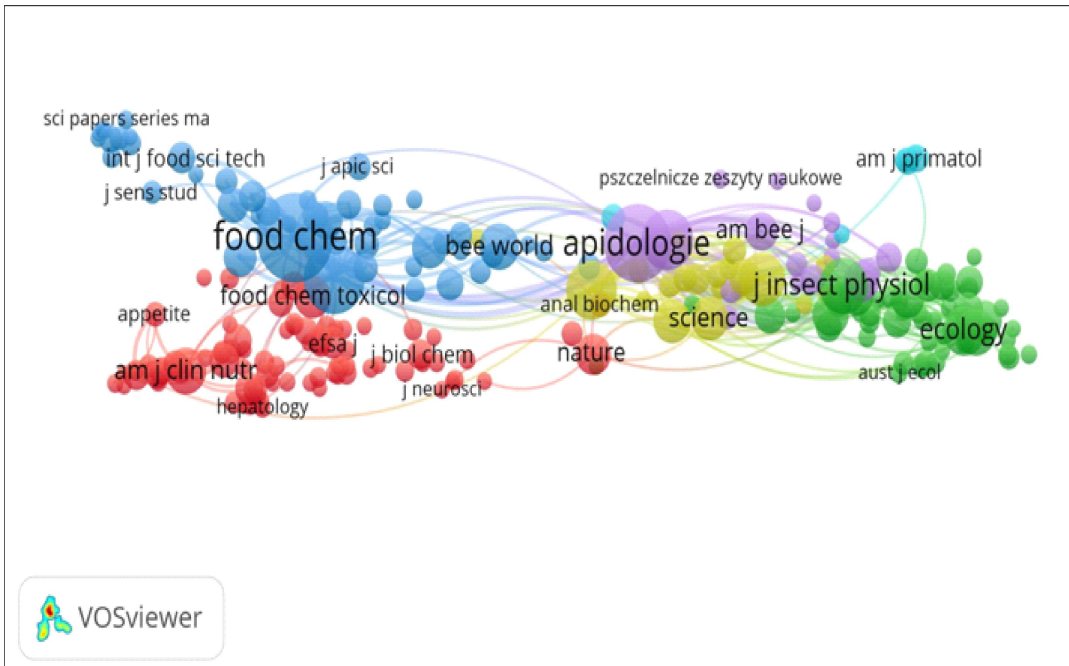 sci papers series ma
int j food sci tech
j apic sci
am j primatol
j sens stud
pszczelnicze zeszyty naukowe
food chem
bee world
apidologie
am bee j
food chem toxicol
anal biochem
j insect physiol
appetite
science
ecology
efsa j
j biol chem
nature
am j clin nutr
j neurosci
aust j ecol
hepatology
VOSviewer